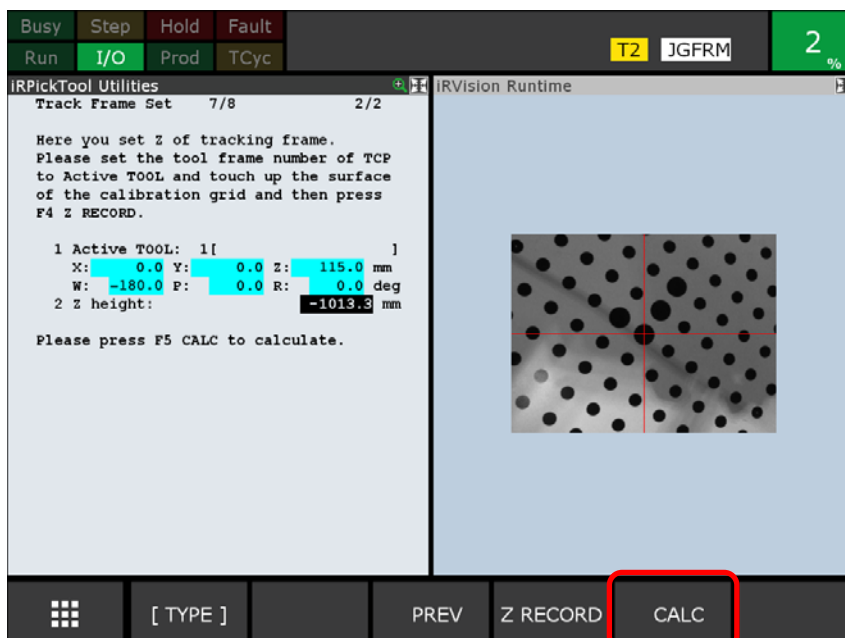 Busy Step Hold Fault
Run I/O Prod TCyc
T2 JGFRM 2 %
iRPickTool Utilities
iRVision Runtime
Track Frame Set 7/8 2/2
Here you set Z of tracking frame.
Please set the tool frame number of TCP
to Active TOOL and touch up the surface
of the calibration grid and then press
F4 Z RECORD.
1 Active TOOL: 1[ ]
X: 0.0 Y: 0.0 Z: 115.0 mm
W: -180.0 P: 0.0 R: 0.0 deg
2 Z height: -1013.3 mm
Please press F5 CALC to calculate.
[ TYPE ] PREV Z RECORD CALC